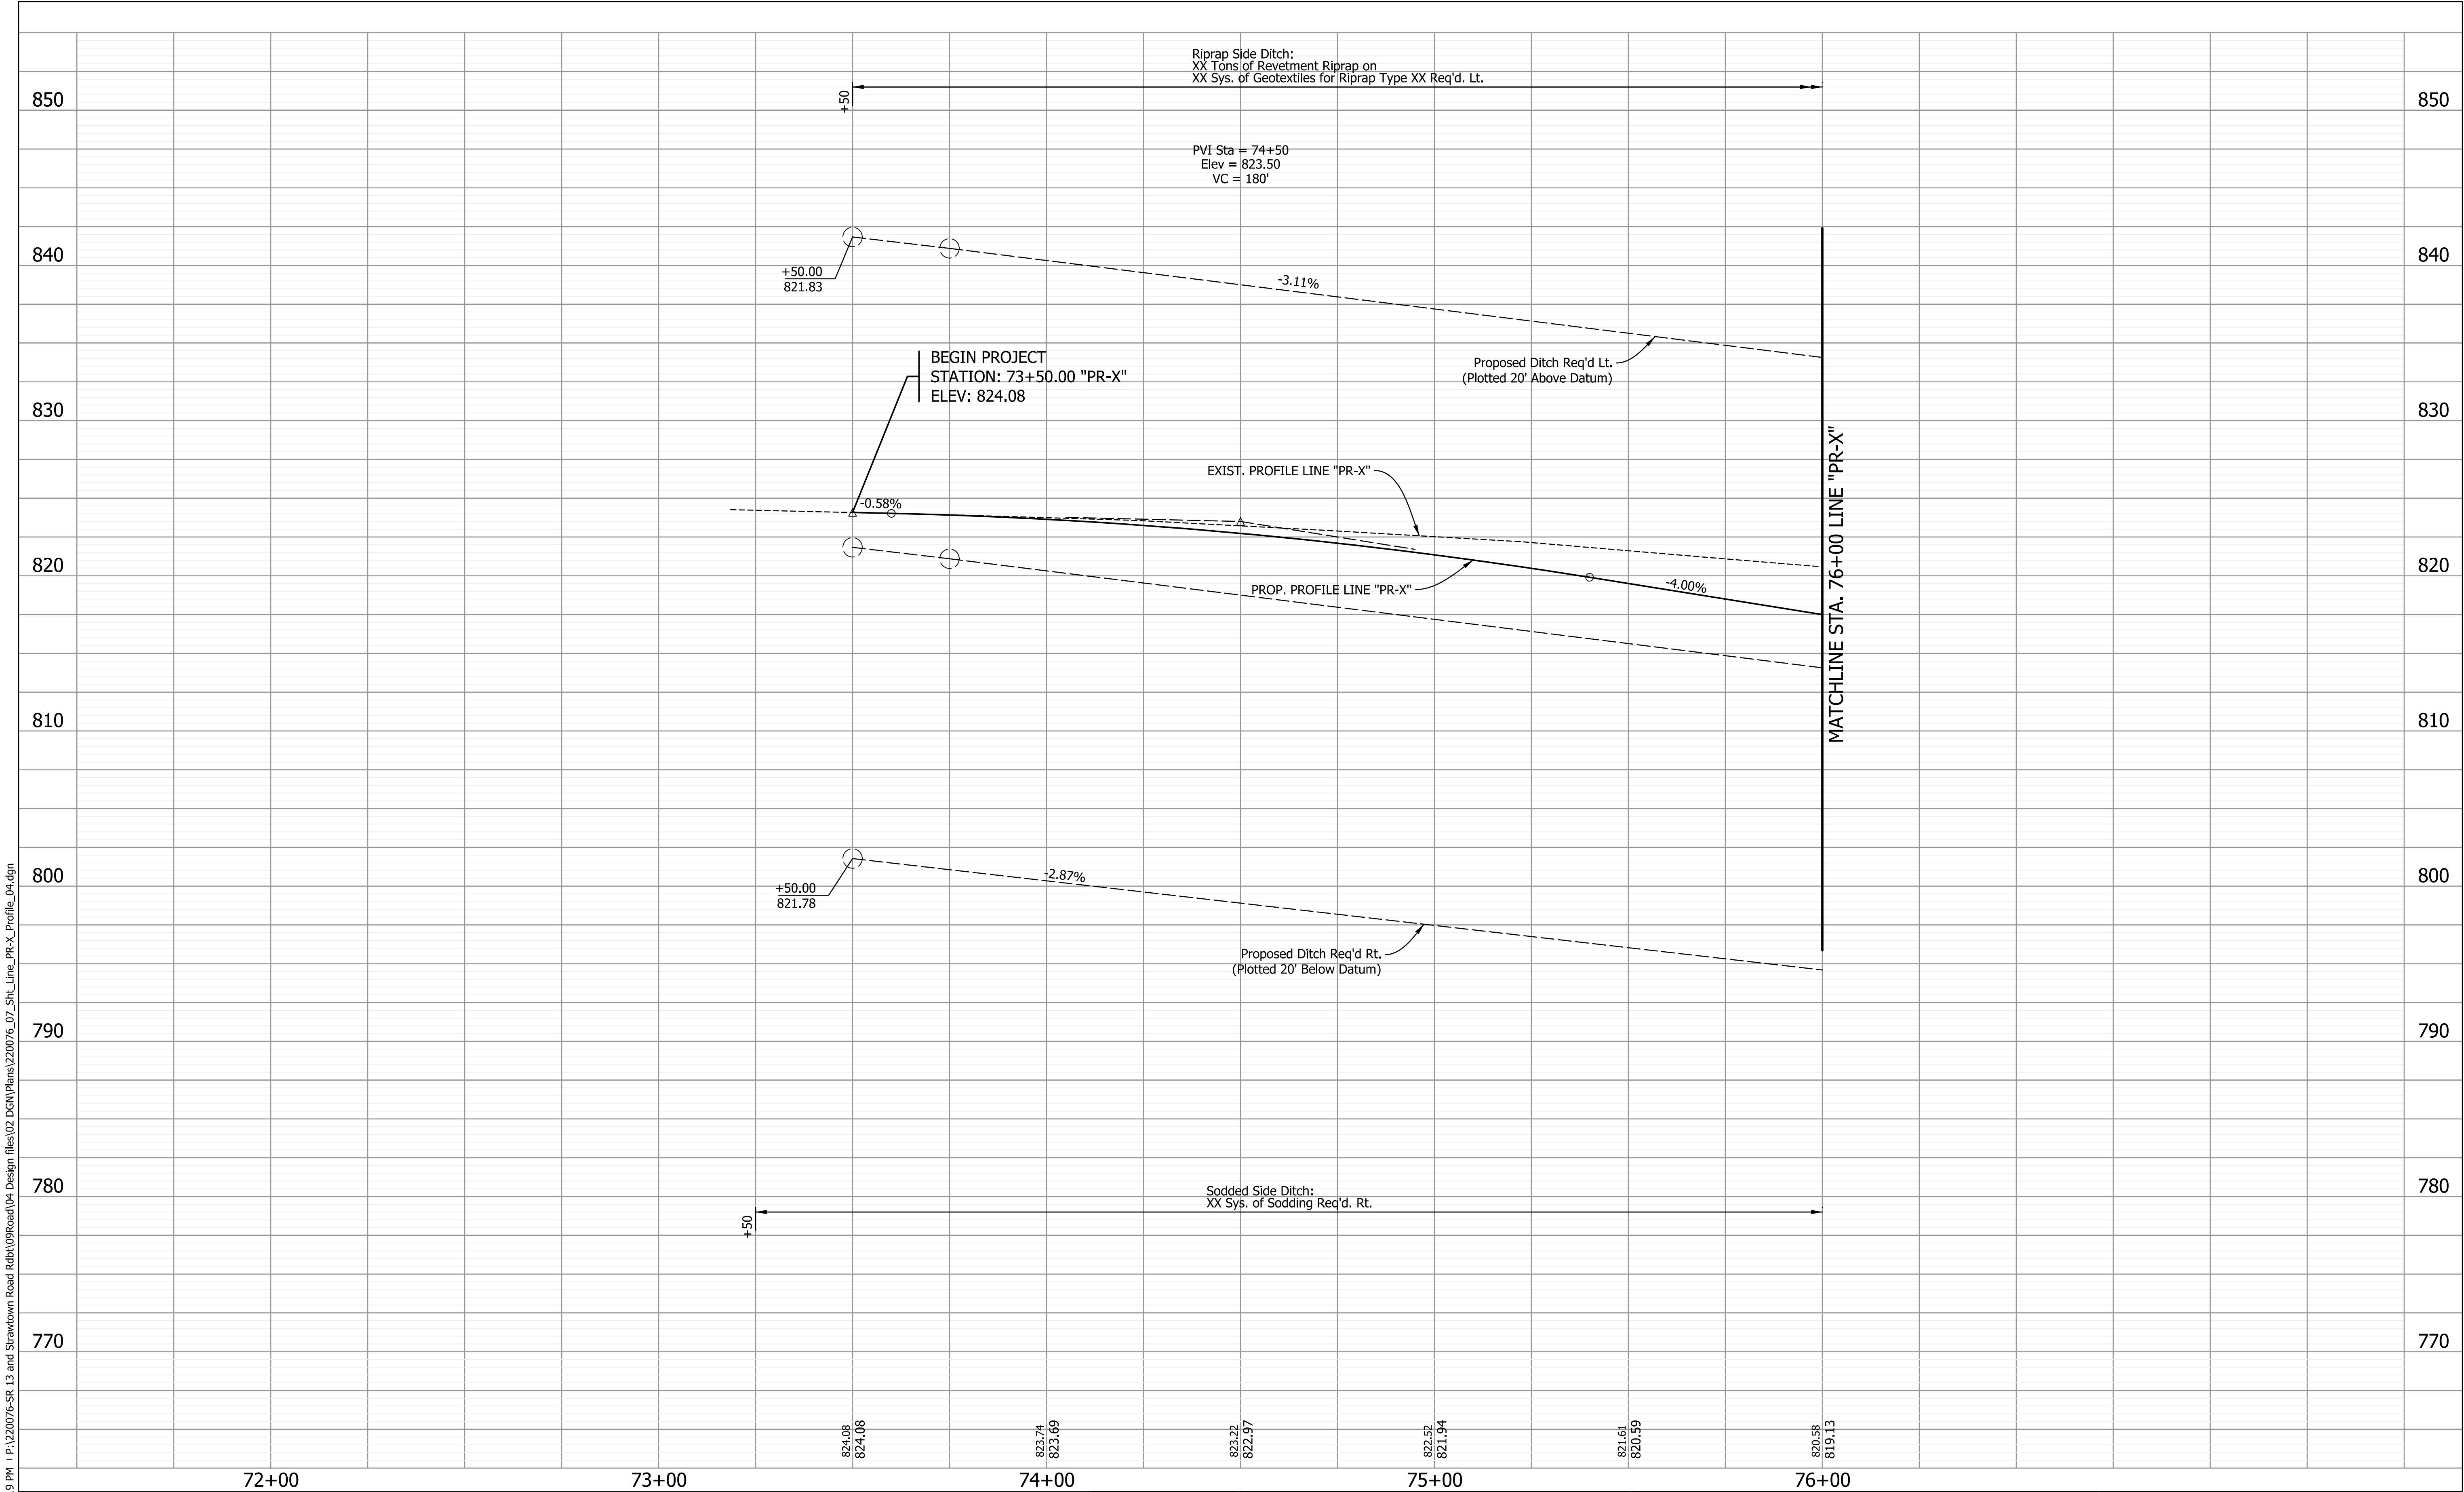 Riprap Side Ditch:
XX Tons of Revetment Riprap on
XX Sys. of Geotextiles for Riprap Type XX Req'd. Lt.
+50
850
850
PVI Sta = 74+50
Elev = 823.50
VC = 180'
840
840
+50.00
821.83
-3.11%
BEGIN PROJECT
STATION: 73+50.00 "PR-X"
ELEV: 824.08
Proposed Ditch Req'd Lt.
(Plotted 20' Above Datum)
830
830
EXIST. PROFILE LINE "PR-X"
-0.58%
820
820
PROP. PROFILE LINE "PR-X"
-4.00%
MATCHLINE STA. 76+00 LINE "PR-X"
810
810
800
800
+50.00
821.78
-2.87%
Proposed Ditch Req'd Rt.
(Plotted 20' Below Datum)
790
790
780
780
Sodded Side Ditch:
XX Sys. of Sodding Req'd. Rt.
+50
770
770
824.08
824.08
823.74
823.69
823.22
822.97
822.52
821.94
821.61
820.59
820.58
819.13
72+00
73+00
74+00
75+00
76+00
9 PM P:\220076-SR 13 and Strawtown Road Rdbt\09Road\04 Design files\02 DGN\Plans\220076_07_Sht_Line_PR-X_Profile_04.dgn